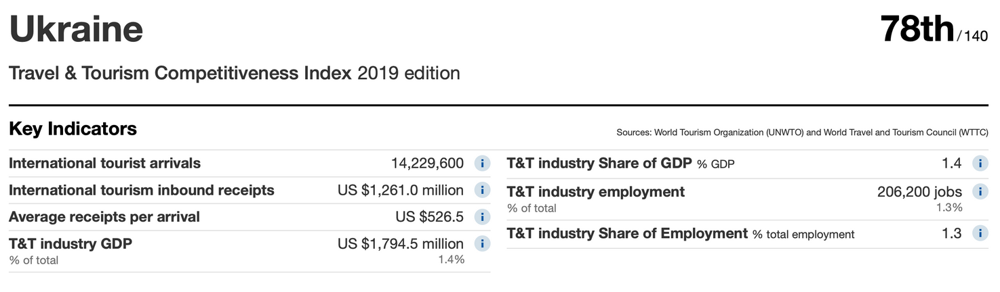 Ukraine
78th/140
Travel & Tourism Competitiveness Index 2019 edition
Key Indicators
Sources: World Tourism Organization (UNWTO) and World Travel and Tourism Council (WTTC)
International tourist arrivals 14,229,600 i
International tourism inbound receipts US $1,261.0 million i
Average receipts per arrival US $526.5 i
T&T industry GDP US $1,794.5 million i
% of total 1.4%
T&T industry Share of GDP % GDP 1.4 i
T&T industry employment 206,200 jobs i
% of total 1.3%
T&T industry Share of Employment % total employment 1.3 i